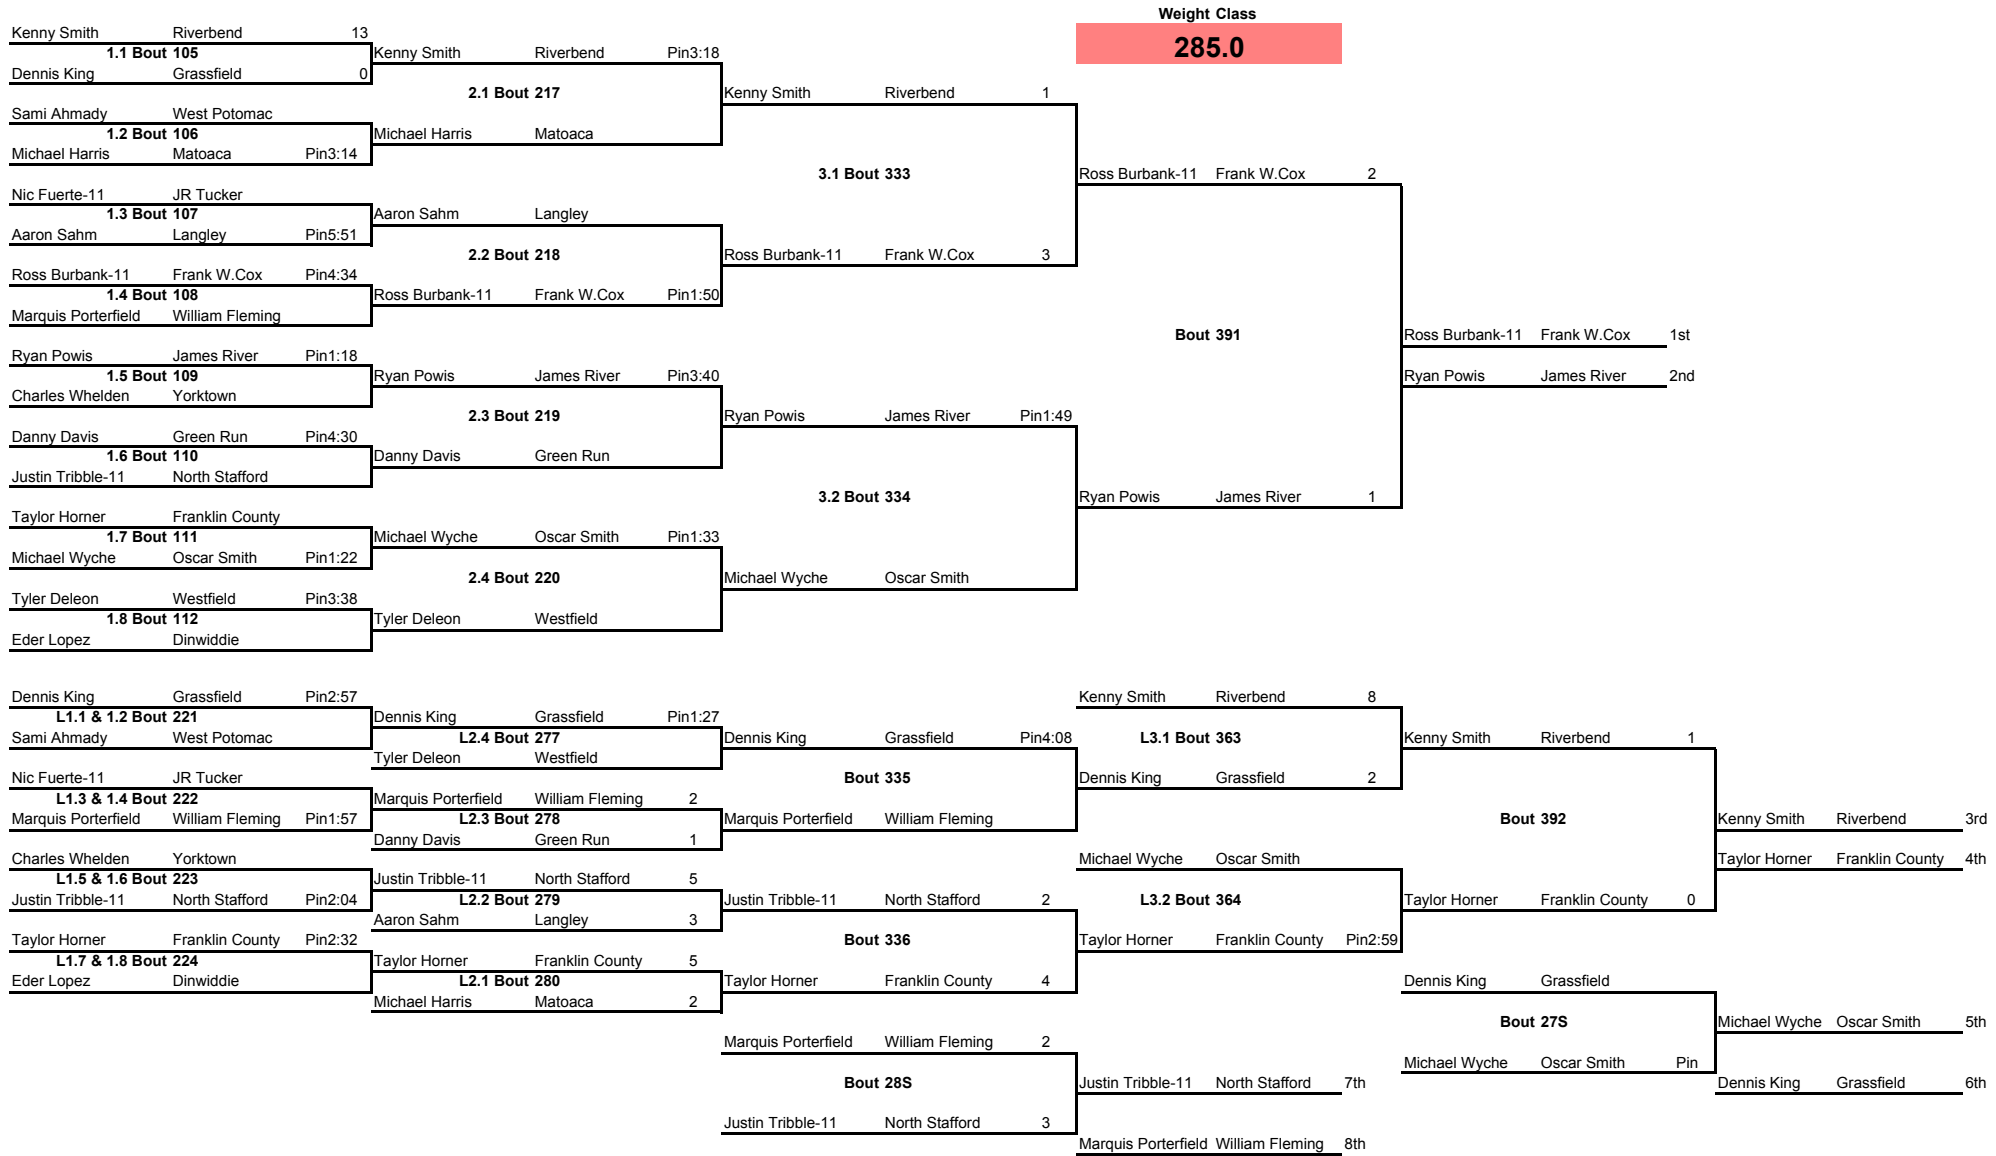 Weight Class
285.0
Kenny Smith Riverbend 13
1.1 Bout 105
Dennis King Grassfield 0
Kenny Smith Riverbend Pin3:18
2.1 Bout 217
Sami Ahmady West Potomac
1.2 Bout 106
Michael Harris Matoaca Pin3:14
Michael Harris Matoaca
Kenny Smith Riverbend 1
3.1 Bout 333
Nic Fuerte-11 JR Tucker
1.3 Bout 107
Aaron Sahm Langley Pin5:51
Aaron Sahm Langley
2.2 Bout 218
Ross Burbank-11 Frank W.Cox Pin4:34
1.4 Bout 108
Marquis Porterfield William Fleming
Ross Burbank-11 Frank W.Cox Pin1:50
Ross Burbank-11 Frank W.Cox 3
Ross Burbank-11 Frank W.Cox 2
Bout 391
Ross Burbank-11 Frank W.Cox 1st
Ryan Powis James River 2nd
Ryan Powis James River Pin1:18
1.5 Bout 109
Charles Whelden Yorktown
Ryan Powis James River Pin3:40
2.3 Bout 219
Danny Davis Green Run Pin4:30
1.6 Bout 110
Justin Tribble-11 North Stafford
Danny Davis Green Run
Ryan Powis James River Pin1:49
3.2 Bout 334
Ryan Powis James River 1
Taylor Horner Franklin County
1.7 Bout 111
Michael Wyche Oscar Smith Pin1:22
Michael Wyche Oscar Smith Pin1:33
2.4 Bout 220
Michael Wyche Oscar Smith
Tyler Deleon Westfield Pin3:38
1.8 Bout 112
Eder Lopez Dinwiddie
Tyler Deleon Westfield
Dennis King Grassfield Pin2:57
L1.1 & 1.2 Bout 221
Sami Ahmady West Potomac
Dennis King Grassfield Pin1:27
L2.4 Bout 277
Tyler Deleon Westfield
Dennis King Grassfield Pin4:08
Bout 335
Nic Fuerte-11 JR Tucker
L1.3 & 1.4 Bout 222
Marquis Porterfield William Fleming Pin1:57
Marquis Porterfield William Fleming 2
L2.3 Bout 278
Danny Davis Green Run 1
Marquis Porterfield William Fleming
Kenny Smith Riverbend 8
L3.1 Bout 363
Dennis King Grassfield 2
Kenny Smith Riverbend 1
Bout 392
Kenny Smith Riverbend 3rd
Taylor Horner Franklin County 4th
Charles Whelden Yorktown
L1.5 & 1.6 Bout 223
Justin Tribble-11 North Stafford Pin2:04
Justin Tribble-11 North Stafford 5
L2.2 Bout 279
Aaron Sahm Langley 3
Justin Tribble-11 North Stafford 2
Bout 336
Michael Wyche Oscar Smith
L3.2 Bout 364
Taylor Horner Franklin County Pin2:59
Taylor Horner Franklin County 0
Taylor Horner Franklin County Pin2:32
L1.7 & 1.8 Bout 224
Eder Lopez Dinwiddie
Taylor Horner Franklin County 5
L2.1 Bout 280
Michael Harris Matoaca 2
Taylor Horner Franklin County 4
Dennis King Grassfield
Bout 27S
Michael Wyche Oscar Smith Pin
Michael Wyche Oscar Smith 5th
Dennis King Grassfield 6th
Marquis Porterfield William Fleming 2
Bout 28S
Justin Tribble-11 North Stafford 3
Justin Tribble-11 North Stafford 7th
Marquis Porterfield William Fleming 8th